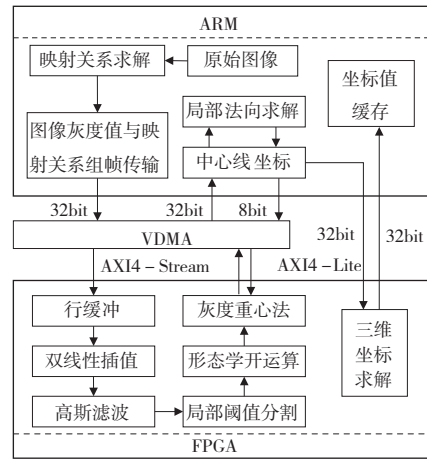 ARM
映射关系求解
原始图像
坐标值
缓存
局部法向求解
图像灰度值与映
射关系组帧传输
中心线坐标
32bit
32bit
8bit
32bit
32bit
VDMA
AXI4-Stream
AXI4-Lite
行缓冲
灰度重心法
三维
坐标
求解
双线性插值
形态学开运算
高斯滤波
局部阈值分割
FPGA